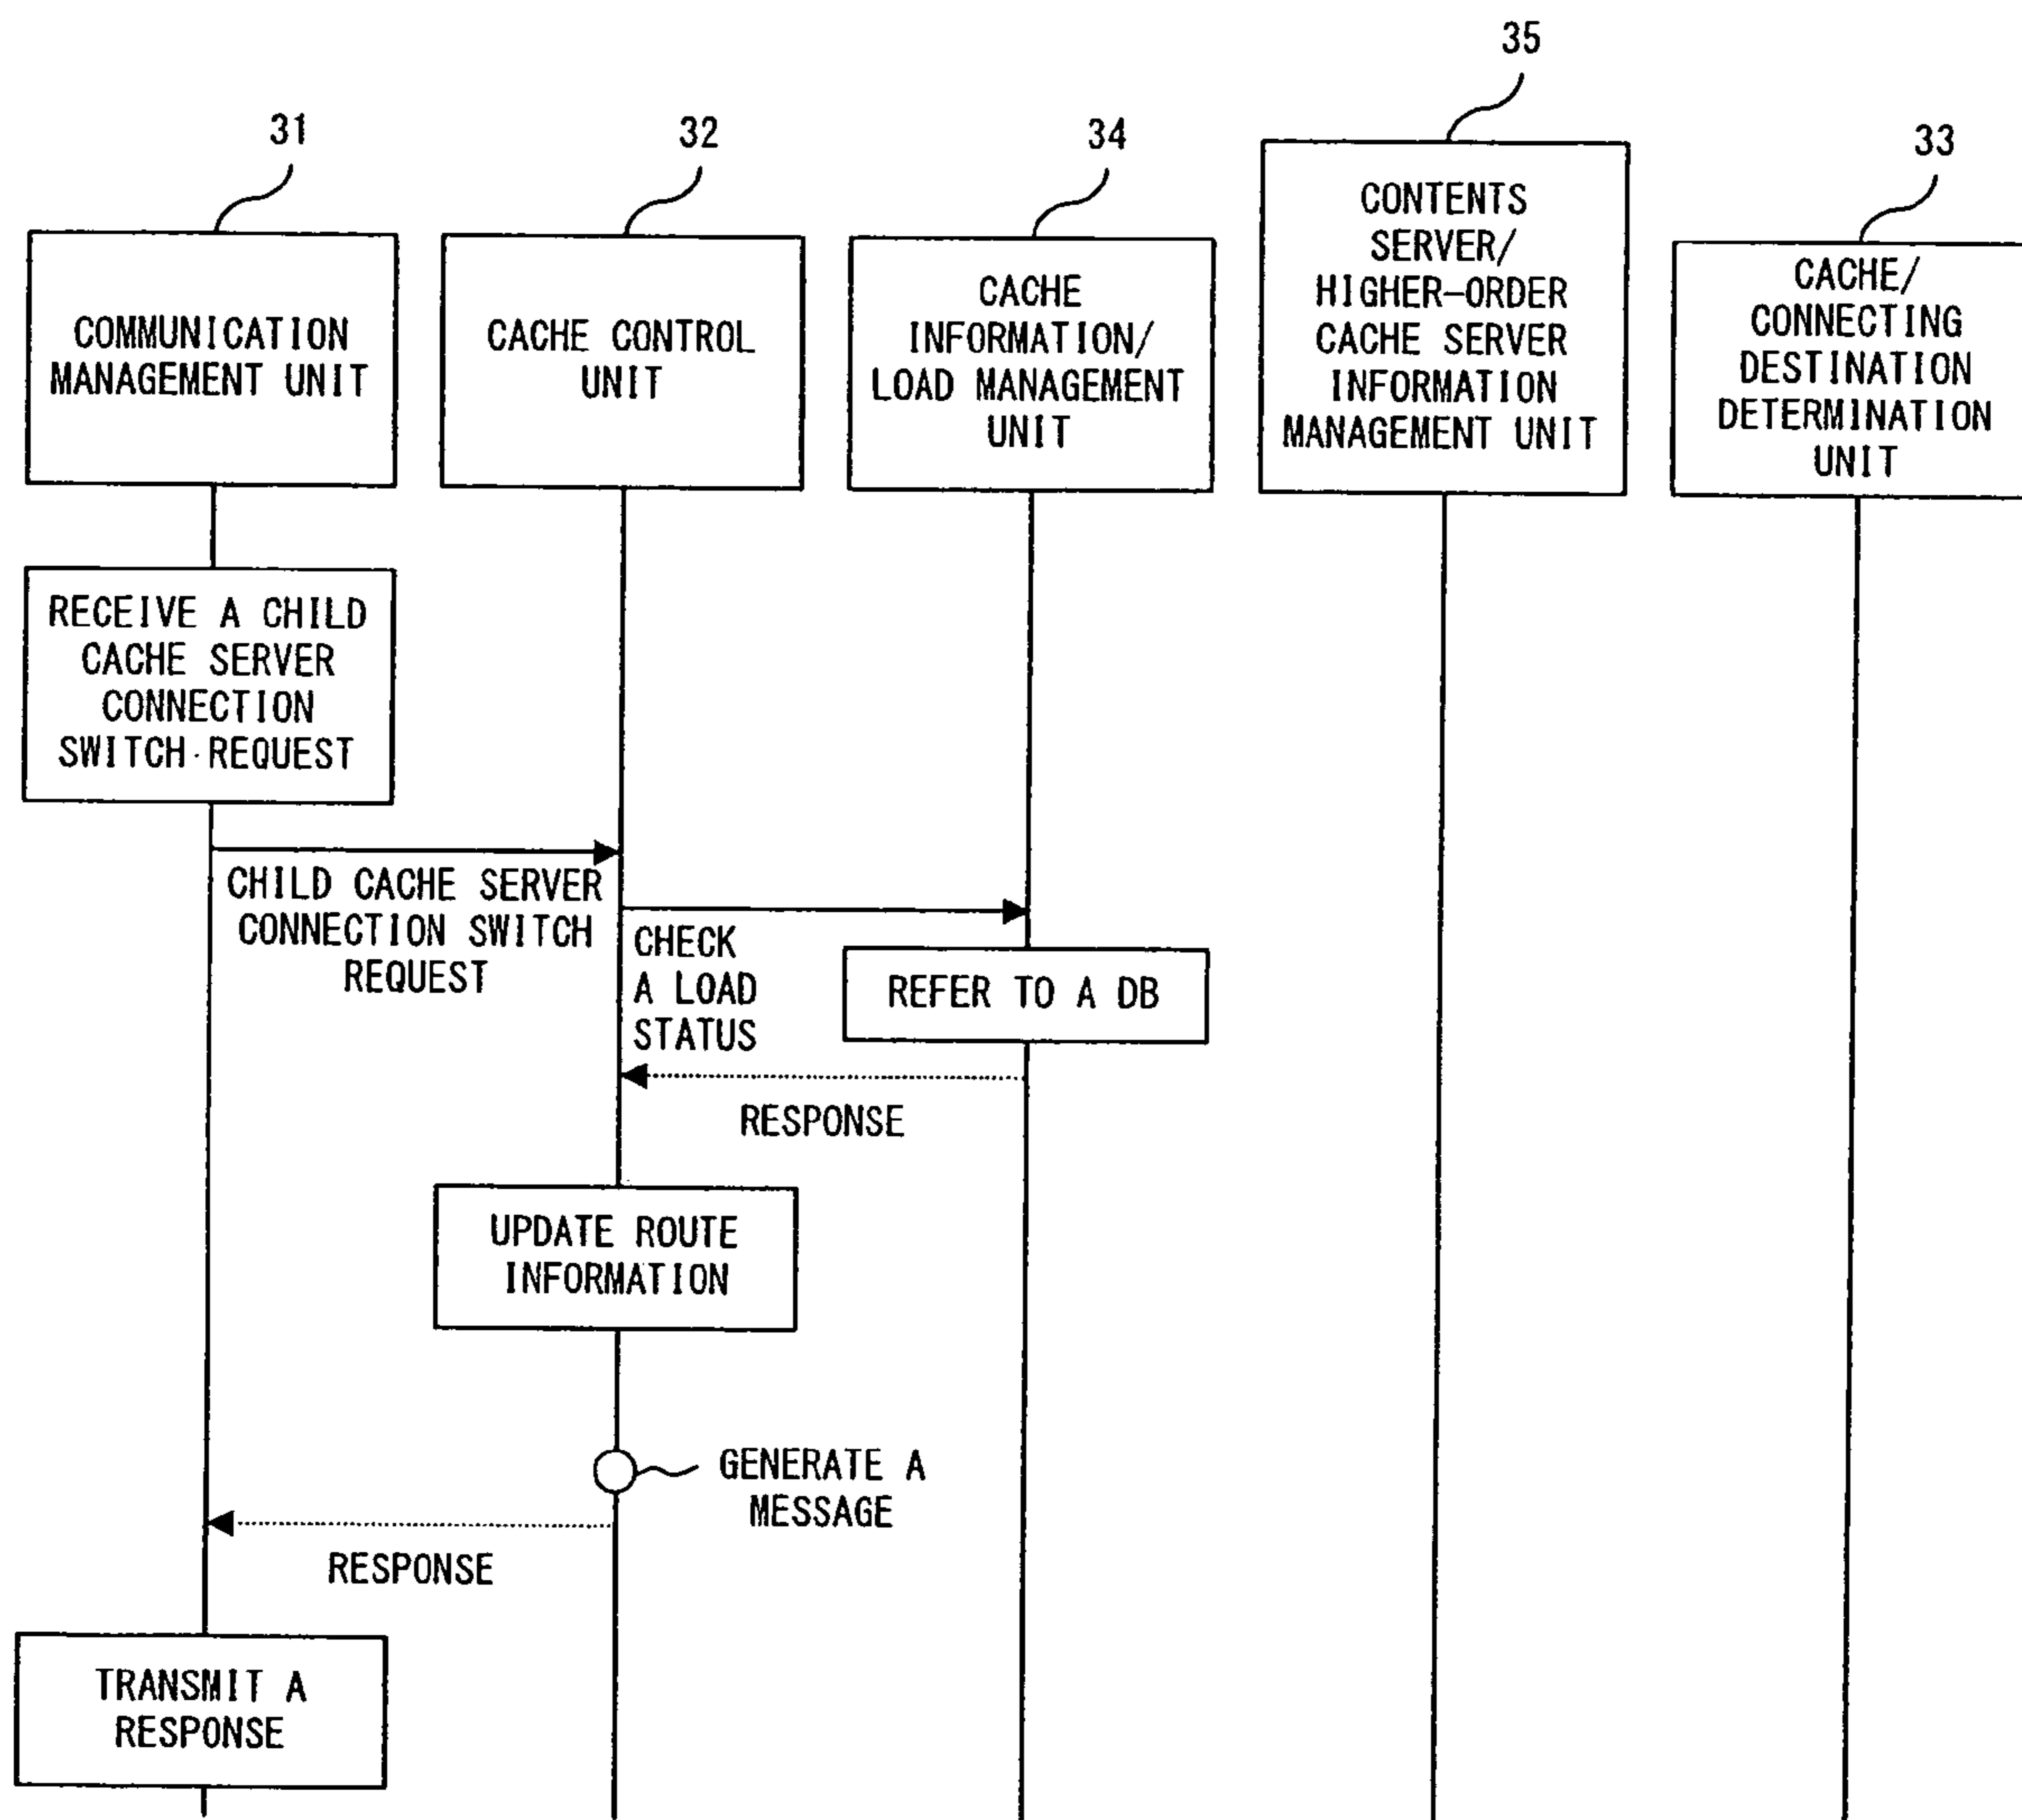 35
31
32
34
33
COMMUNICATION
MANAGEMENT UNIT
CACHE CONTROL
UNIT
CACHE
INFORMATION/
LOAD MANAGEMENT
UNIT
CONTENTS
SERVER/
HIGHER-ORDER
CACHE SERVER
INFORMATION
MANAGEMENT UNIT
CACHE/
CONNECTING
DESTINATION
DETERMINATION
UNIT
RECEIVE A CHILD
CACHE SERVER
CONNECTION
SWITCH REQUEST
CHILD CACHE SERVER
CONNECTION SWITCH
REQUEST
CHECK
A LOAD
STATUS
REFER TO A DB
RESPONSE
UPDATE ROUTE
INFORMATION
GENERATE A
MESSAGE
RESPONSE
TRANSMIT A
RESPONSE